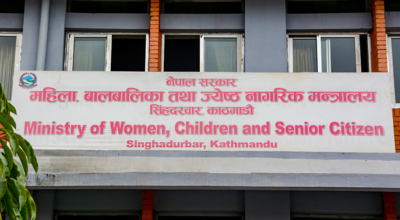 नेपाल सरकार
महिला, बालबालिका तथा ज्येष्ठ नागरिक मन्त्रालय
सिंहदरबार, काठमाडौं
Ministry of Women, Children and Senior Citizen
Singhadurbar, Kathmandu